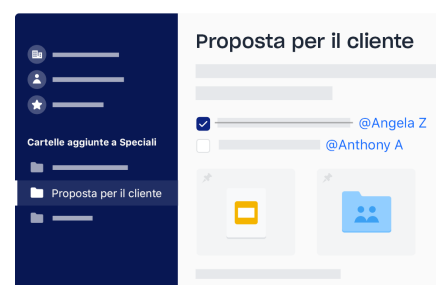 Proposta per il cliente
@Angela Z
@Anthony A
Cartelle aggiunte a Speciali
Proposta per il cliente